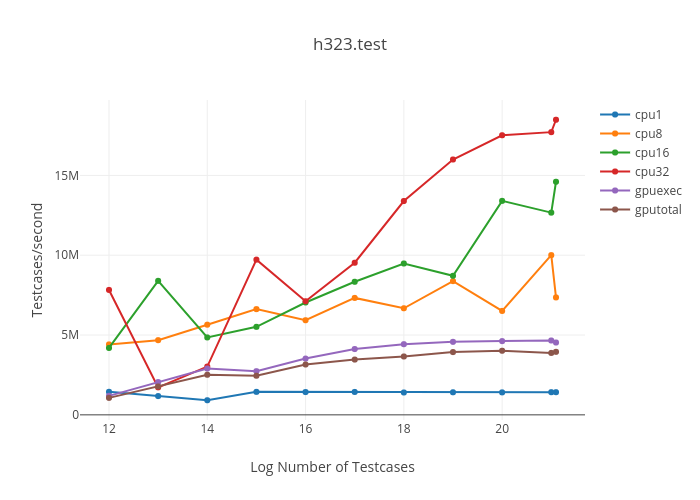 h323.test
Testcases/second
15M
10M
5M
0
12
14
16
18
20
Log Number of Testcases
cpu1
cpu8
cpu16
cpu32
gpuexec
gputotal